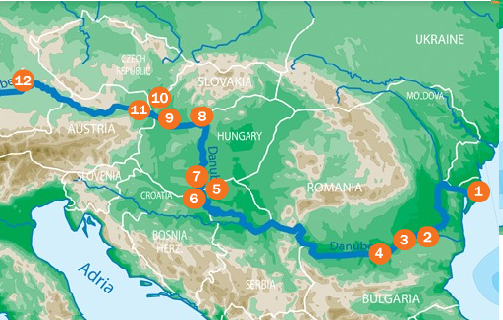 UKRAINE
CZECH
REPUBLIC
12
SLOVAKIA
MOLDOVA
10
11
9
8
AUSTRIA
HUNGARY
Danub
SLOVENIA
7
5
ROMANIA
1
CROATIA
6
BOSNIA
HERZ.
Danube
4
3
2
Adria
SERBIA
BULGARIA